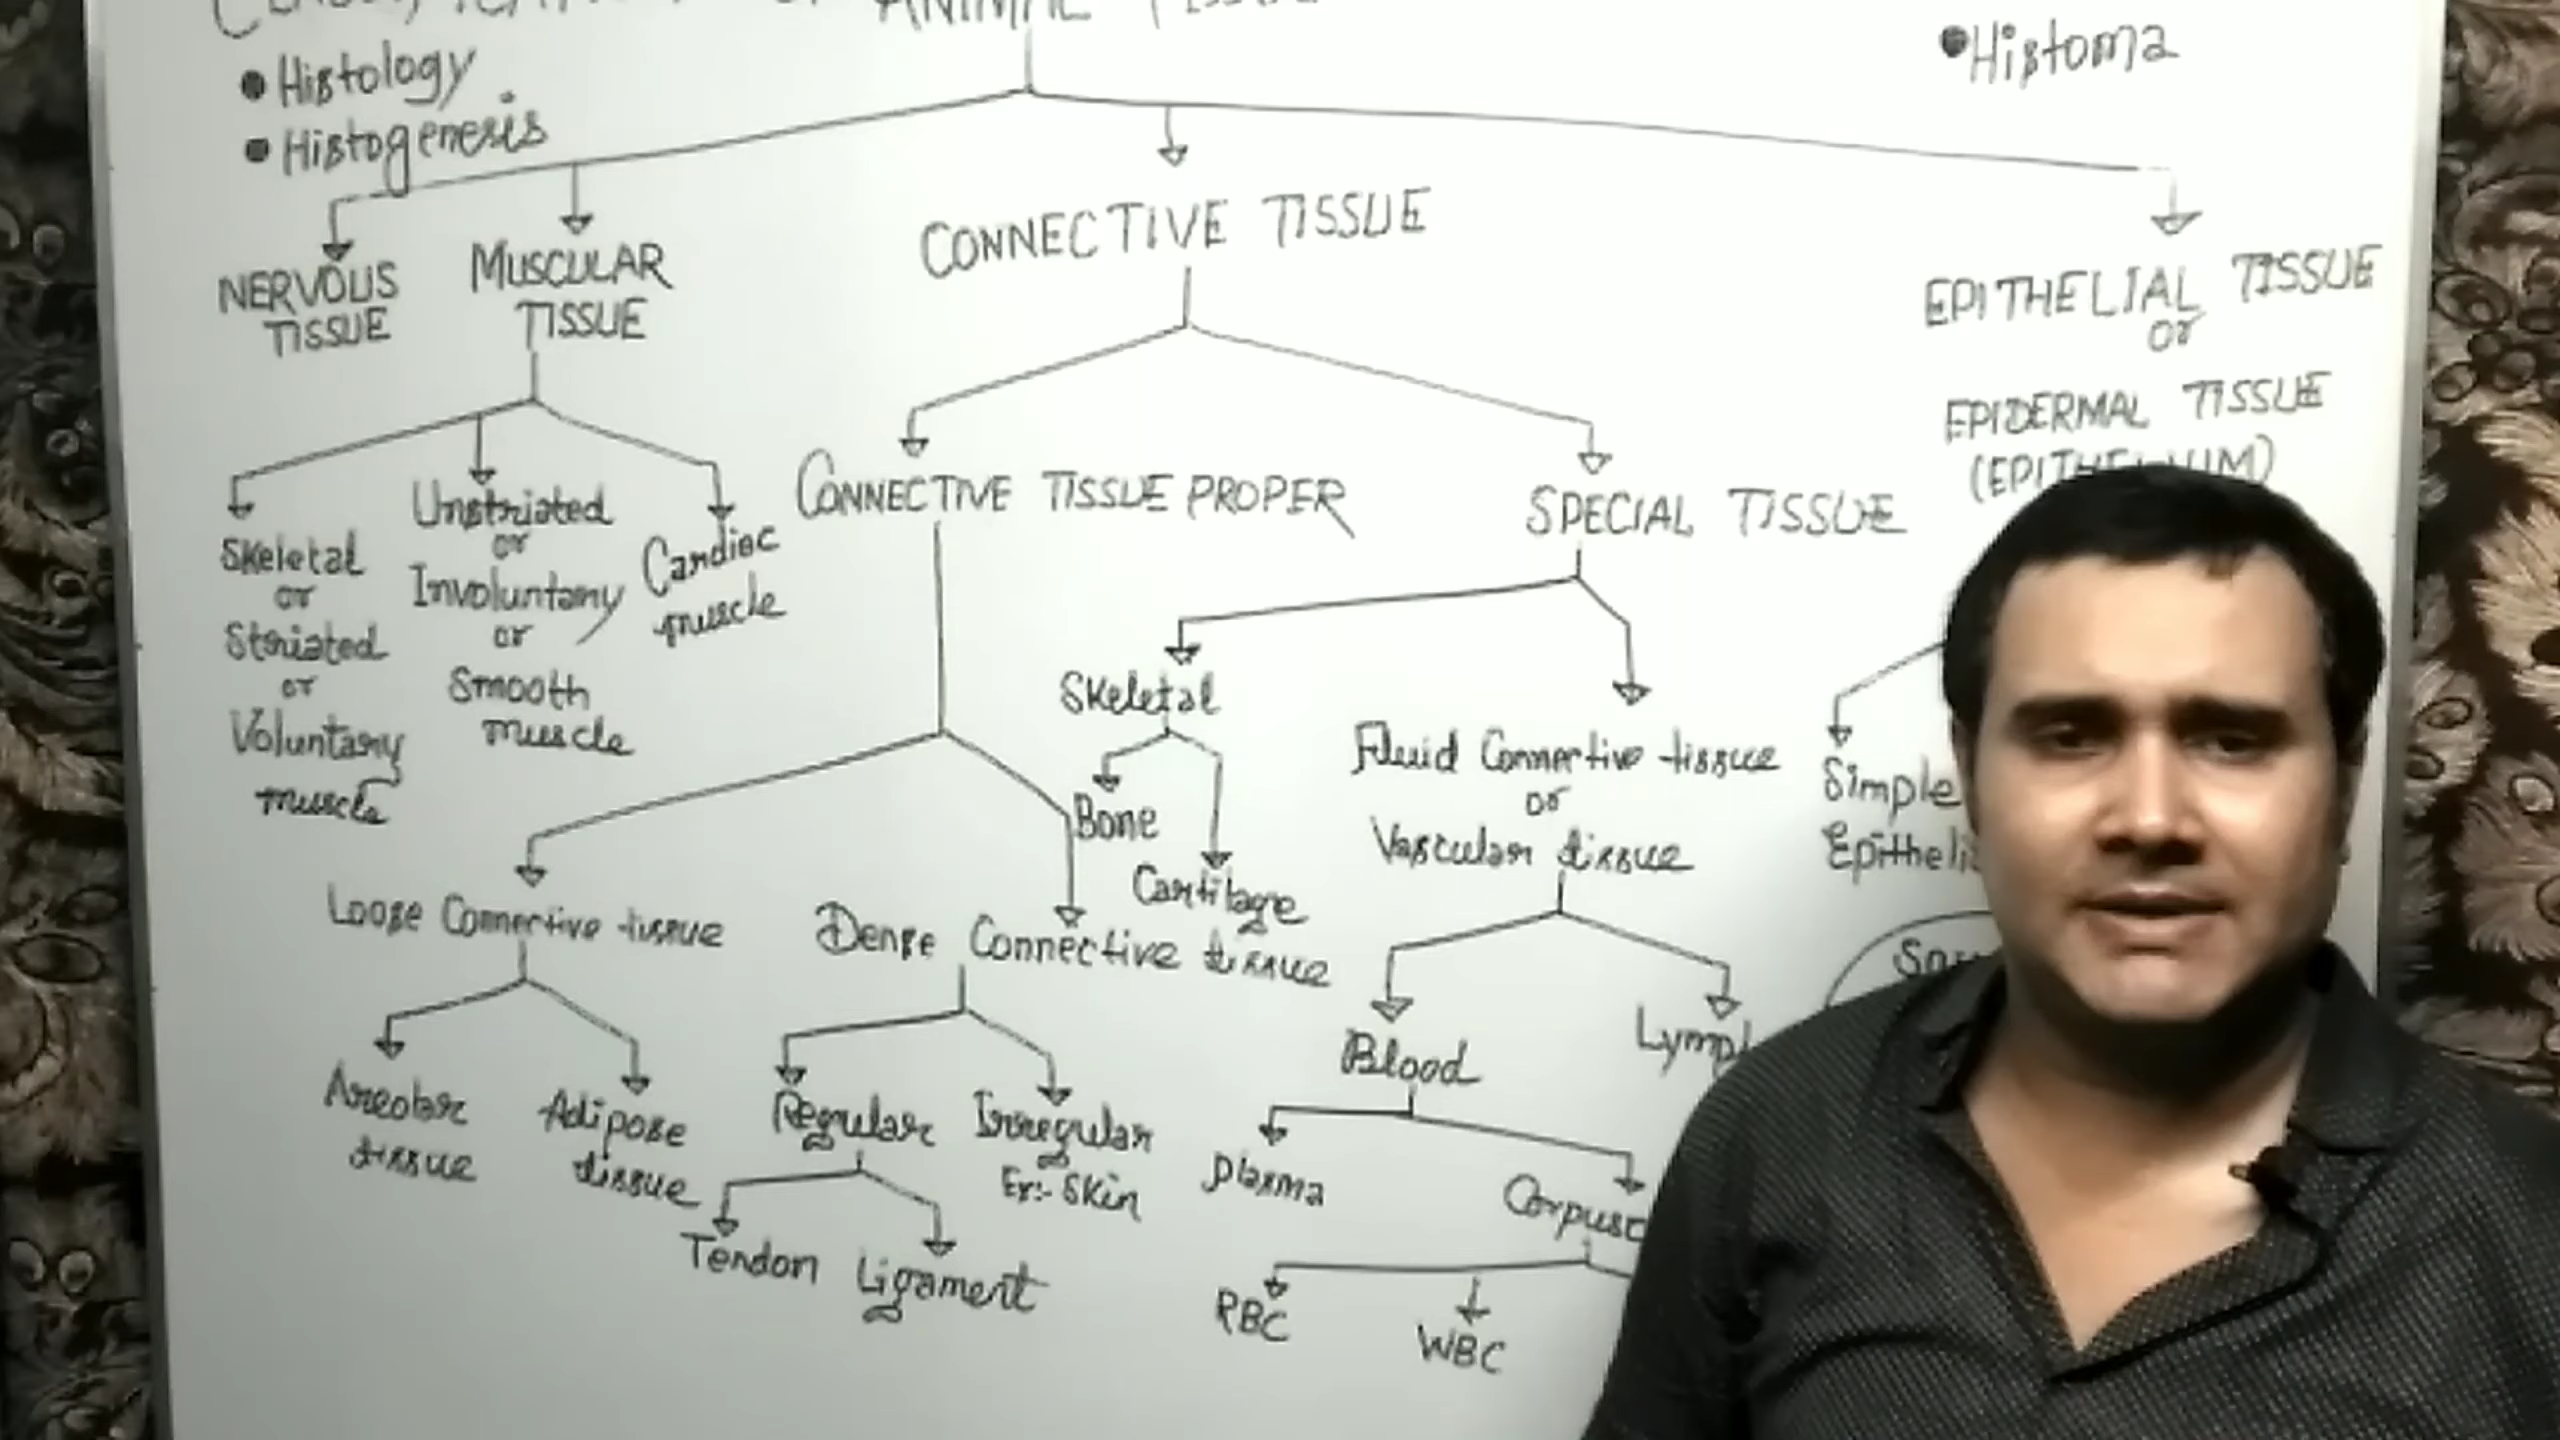 ANIMAL
• Histology
• Histogenesis
• Histoma
NERVOUS
TISSUE
MUSCULAR
TISSUE
CONNECTIVE TISSUE
EPITHELIAL TISSUE
or
EPIDERMAL TISSUE
Skeletal
or
Striated
or
Voluntary
muscle
Unstriated
or
Involuntary
or
Smooth
muscle
Cardiac
muscle
CONNECTIVE TISSUE PROPER
SPECIAL TISSUE
Loose Connective tissue
Dense Connective tissue
Areolar
tissue
Adipose
tissue
Regular
Tendon
Ligament
Irregular
Ex:- Skin
Skeletal
Bone
Cartilage
Fluid Connective tissue
or
Vascular tissue
Blood
Plasma
RBC
WBC
Simple